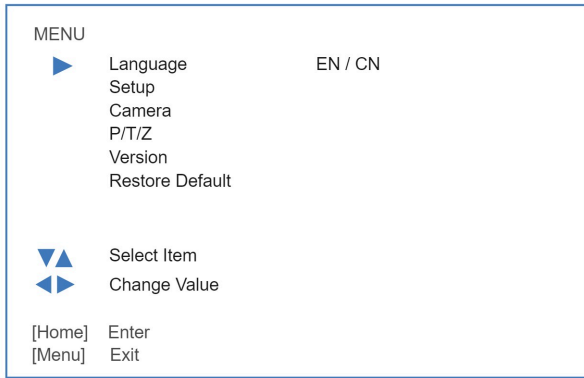 MENU
Language EN / CN
Setup
Camera
P/T/Z
Version
Restore Default
Select Item
Change Value
[Home] Enter
[Menu] Exit